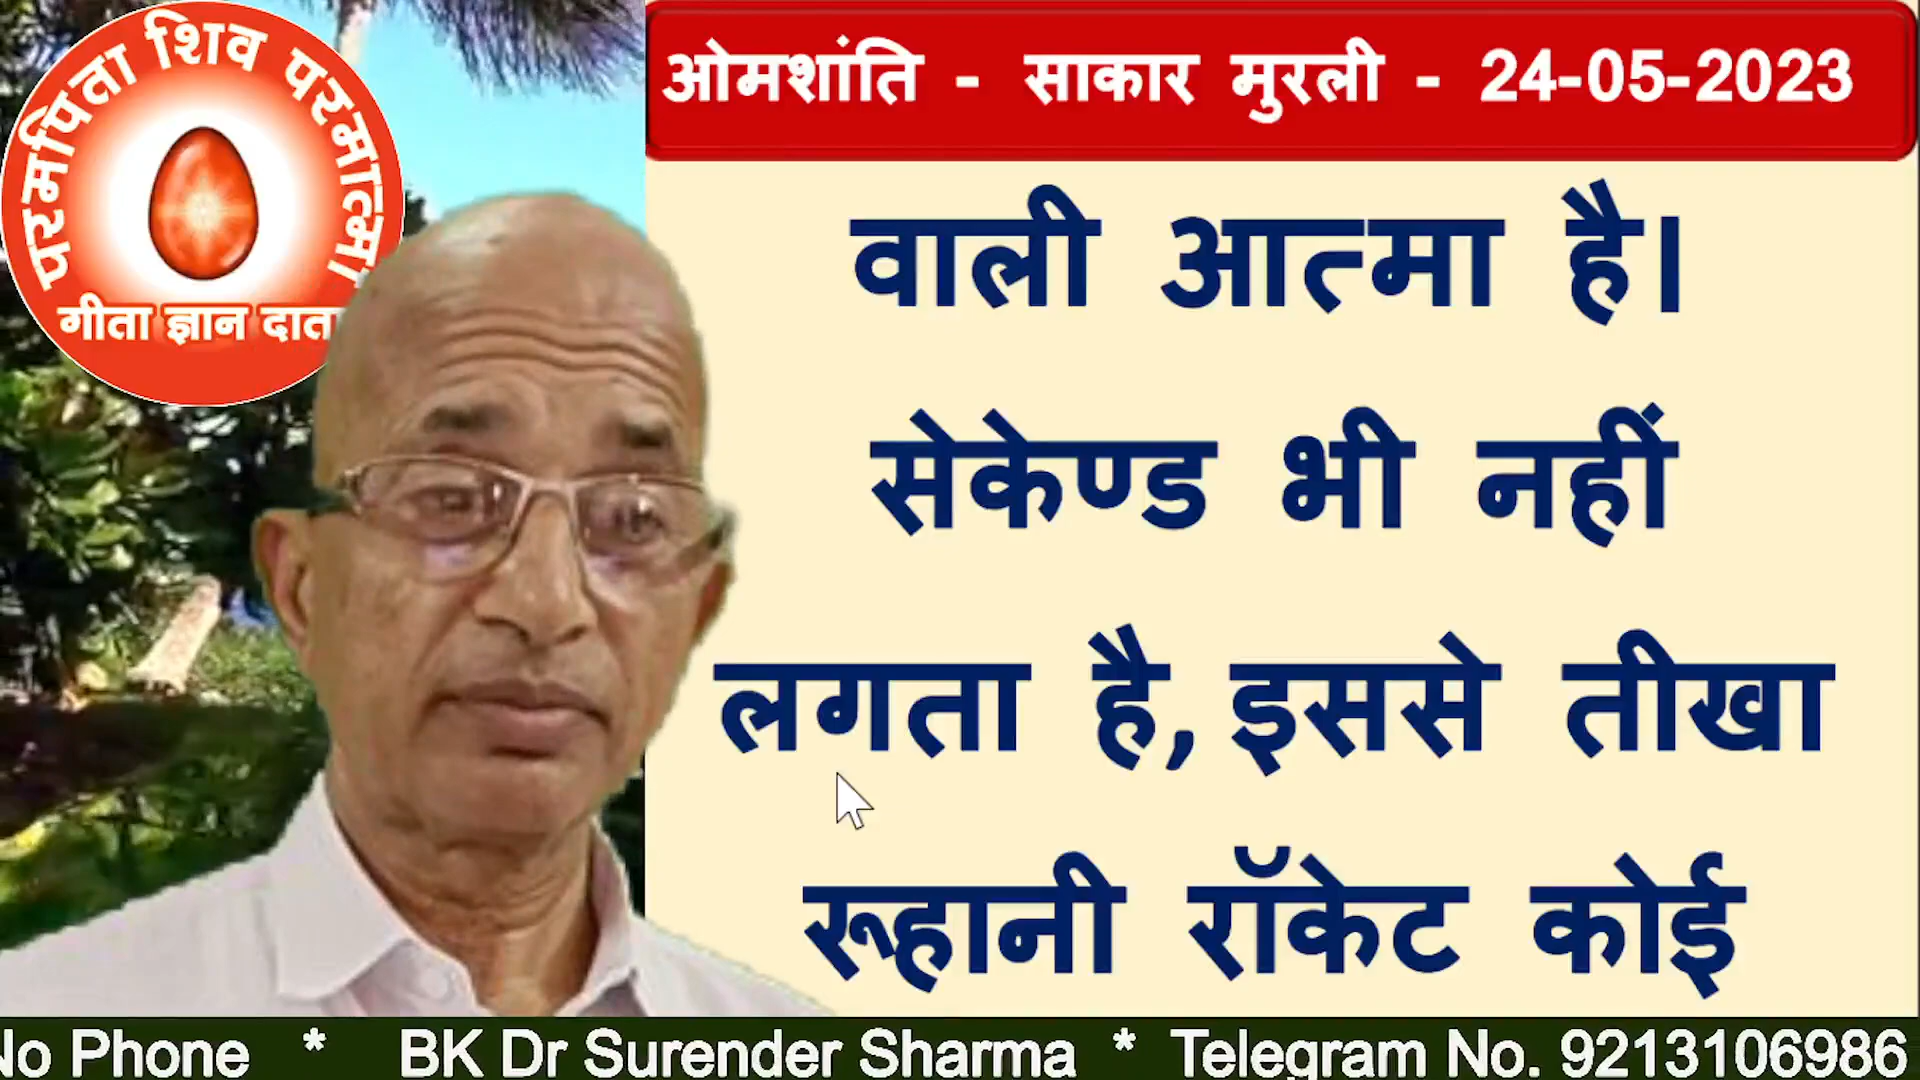 परमपिता शिव परमात्मा
गीता ज्ञान दाता
ओमशांति - साकार मुरली - 24-05-2023
वाली आत्मा है।
सेकेण्ड भी नहीं
लगता है, इससे तीखा
रूहानी रॉकेट कोई
No Phone * BK Dr Surender Sharma * Telegram No. 9213106986